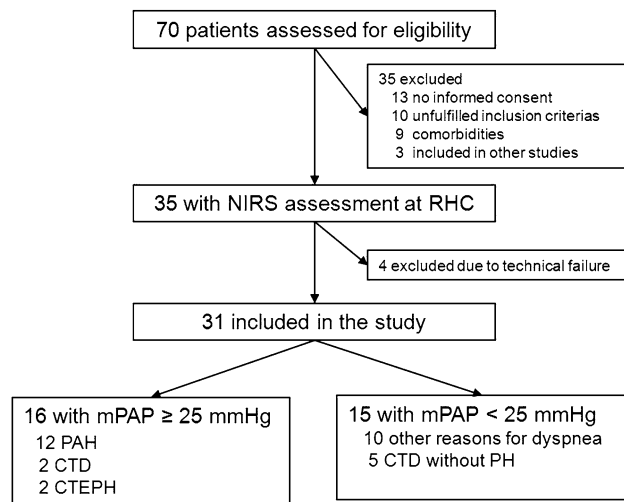 70 patients assessed for eligibility
35 excluded
13 no informed consent
10 unfulfilled inclusion criterias
9 comorbidities
3 included in other studies
35 with NIRS assessment at RHC
4 excluded due to technical failure
31 included in the study
16 with mPAP ≥ 25 mmHg
12 PAH
2 CTD
2 CTEPH
15 with mPAP < 25 mmHg
10 other reasons for dyspnea
5 CTD without PH